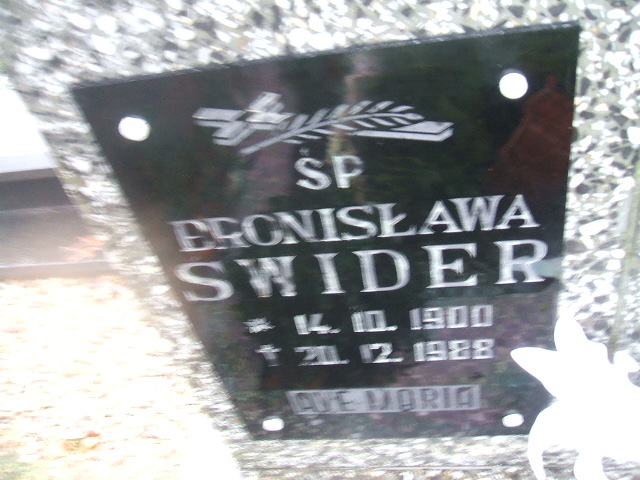 ŚP
BRONISŁAWA
SWIDER
* 14. 10. 1900
† 20. 12. 1988
AVE MARIA